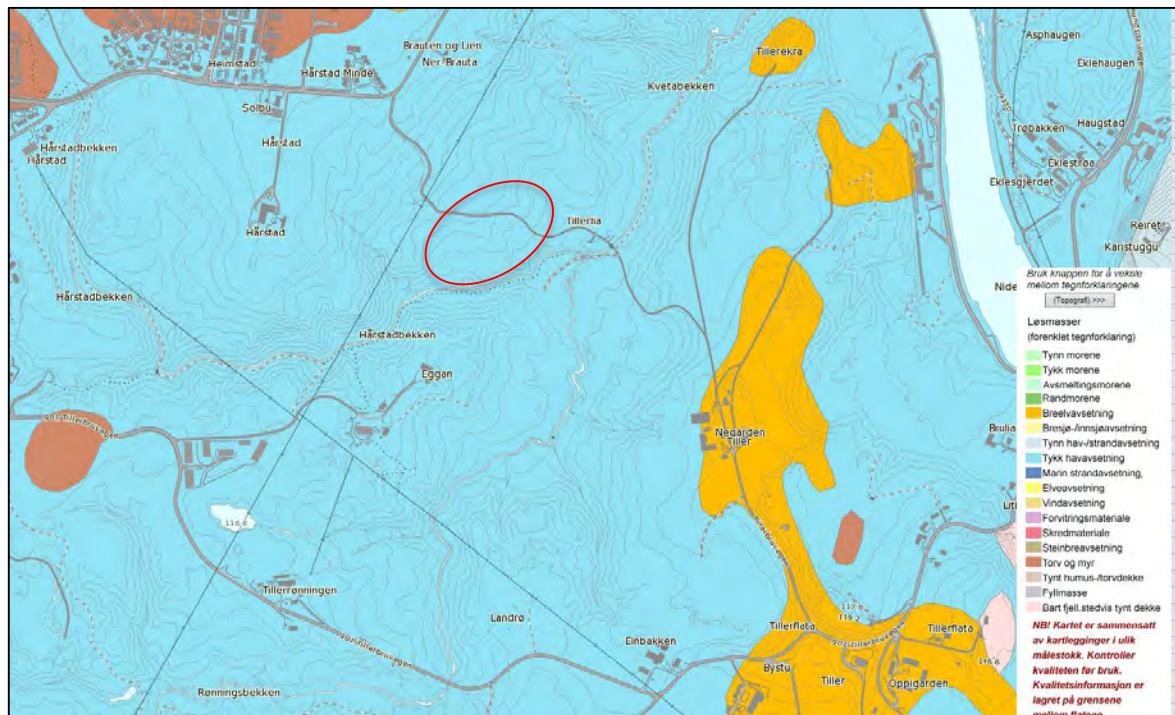 Brauten og Lien
Ner Brauta
Heimstad
Hårstad Minde
Solbu
Hårstadbekken
Hårstad
Hårstad
Hårstad
Kvetabekken
Tillerekra
Asphaugen
Eklehaugen
Haugstad
Trøbakken
Eklestrøa
Eklesgjerdet
Reiret
Karistuggu
Tillerlia
Hårstadbekken
Hårstadbekken
Eggan
Nide
Negarden
Tiller
Brulia
116.6
Tillerrønningen
Landrø
Einbakken
Tillerflata
Tillerflata
Bystu
Tiller
Oppigarden
Rønningsbekken
Bruk knappen for å veksle
mellom tegnforklaringene
(Topografi) >>>
Løsmasser
(forenklet tegnforklaring)
Tynn morene
Tykk morene
Avsmeltingsmorene
Randmorene
Breelvavsetning
Bresjø-/innsjøavsetning
Tynn hav-/strandavsetning
Tykk havavsetning
Marin strandavsetning,
Elveavsetning
Vindavsetning
Forvitringsmateriale
Skredmateriale
Steinbreavsetning
Torv og myr
Tynt humus-/torvdekke
Fyllmasse
Bart fjell,stedvis tynt dekke
NB! Kartet er sammensatt
av kartlegginger i ulik
målestokk. Kontroller
kvaliteten før bruk.
Kvalitetsinformasjon er
lagret på grensene